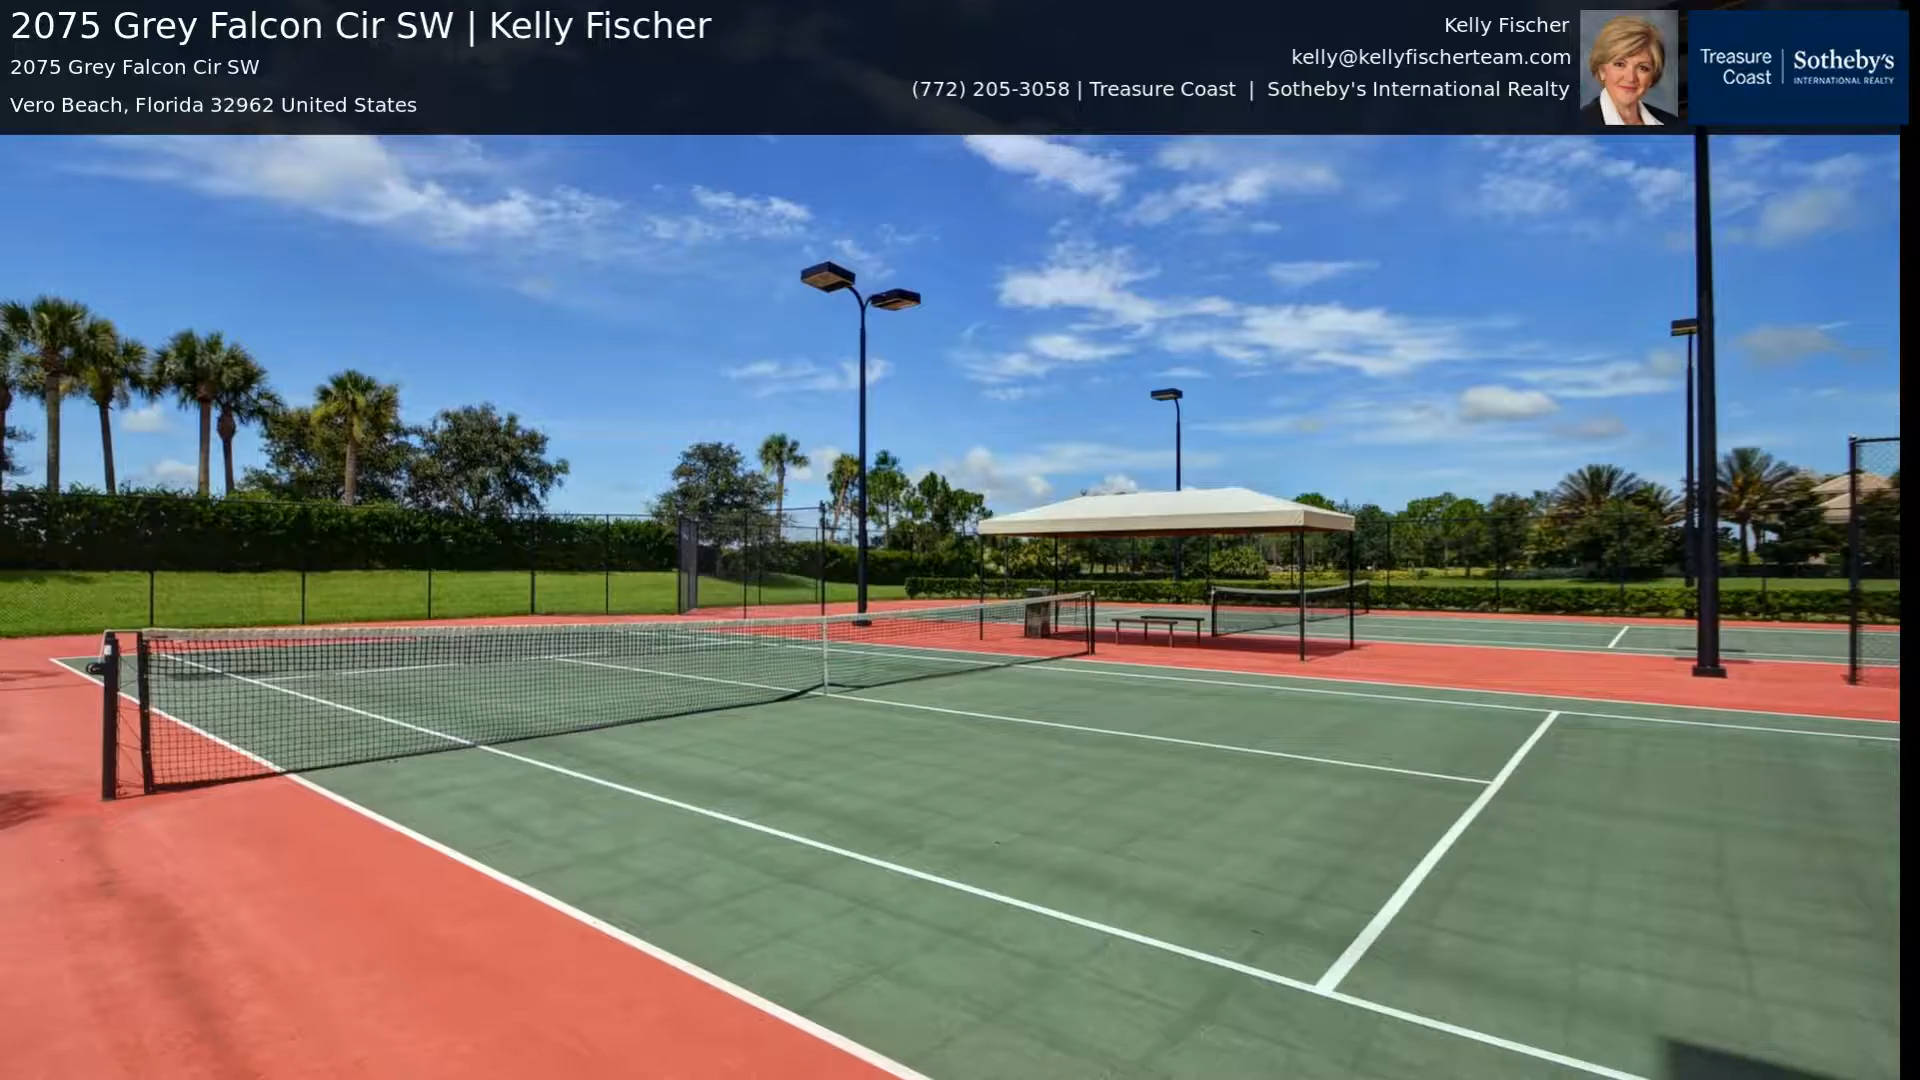 2075 Grey Falcon Cir SW | Kelly Fischer
2075 Grey Falcon Cir SW
Vero Beach, Florida 32962 United States
Kelly Fischer
kelly@kellyfischerteam.com
(772) 205-3058 | Treasure Coast | Sotheby's International Realty
Treasure Coast
Sotheby's
INTERNATIONAL REALTY